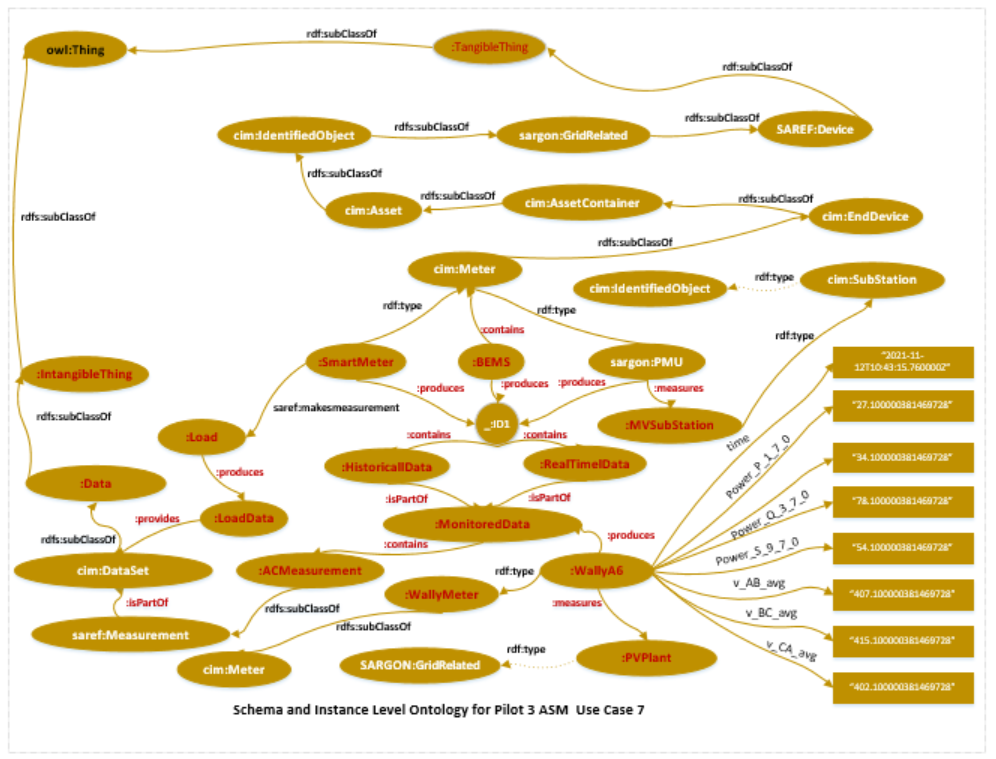 rdf:subClassOf
owl:Thing
:TangibleThing
rdf:subClassOf
cim:IdentifiedObject
rdfs:subClassOf
sargon:GridRelated
rdfs:subClassOf
SAREF:Device
rdfs:subClassOf
rdfs:subClassOf
rdfs:subClassOf
cim:Asset
cim:AssetContainer
cim:EndDevice
rdfs:subClassOf
rdfs:subClassOf
cim:Meter
cim:IdentifiedObject
rdf:type
cim:SubStation
rdf:type
rdf:type
:contains
rdf:type
:SmartMeter
:BEMS
sargon:PMU
"2021-11-
12T10:43:15.760000Z"
:IntangibleThing
:produces
:produces
:produces
:measures
rdfs:subClassOf
saref:makesmeasurement
_:ID1
:MVSubStation
"27.100000381469728"
:Load
:contains
:contains
time
Power_P_1_7_0
"34.100000381469728"
:HistoricallData
:RealTimelData
:produces
:Data
:isPartOf
:isPartOf
"78.100000381469728"
:provides
:LoadData
:MonitoredData
Power_Q_3_7_0
rdfs:subClassOf
:contains
:produces
Power_S_9_7_0
"54.100000381469728"
cim:DataSet
:ACMeasurement
rdf:type
:WallyA6
:WallyMeter
v_AB_avg
"407.100000381469728"
:isPartOf
rdfs:subClassOf
:measures
v_BC_avg
saref:Measurement
rdfs:subClassOf
"415.100000381469728"
v_CA_avg
cim:Meter
SARGON:GridRelated
rdf:type
:PVPlant
"402.100000381469728"
Schema and Instance Level Ontology for Pilot 3 ASM Use Case 7